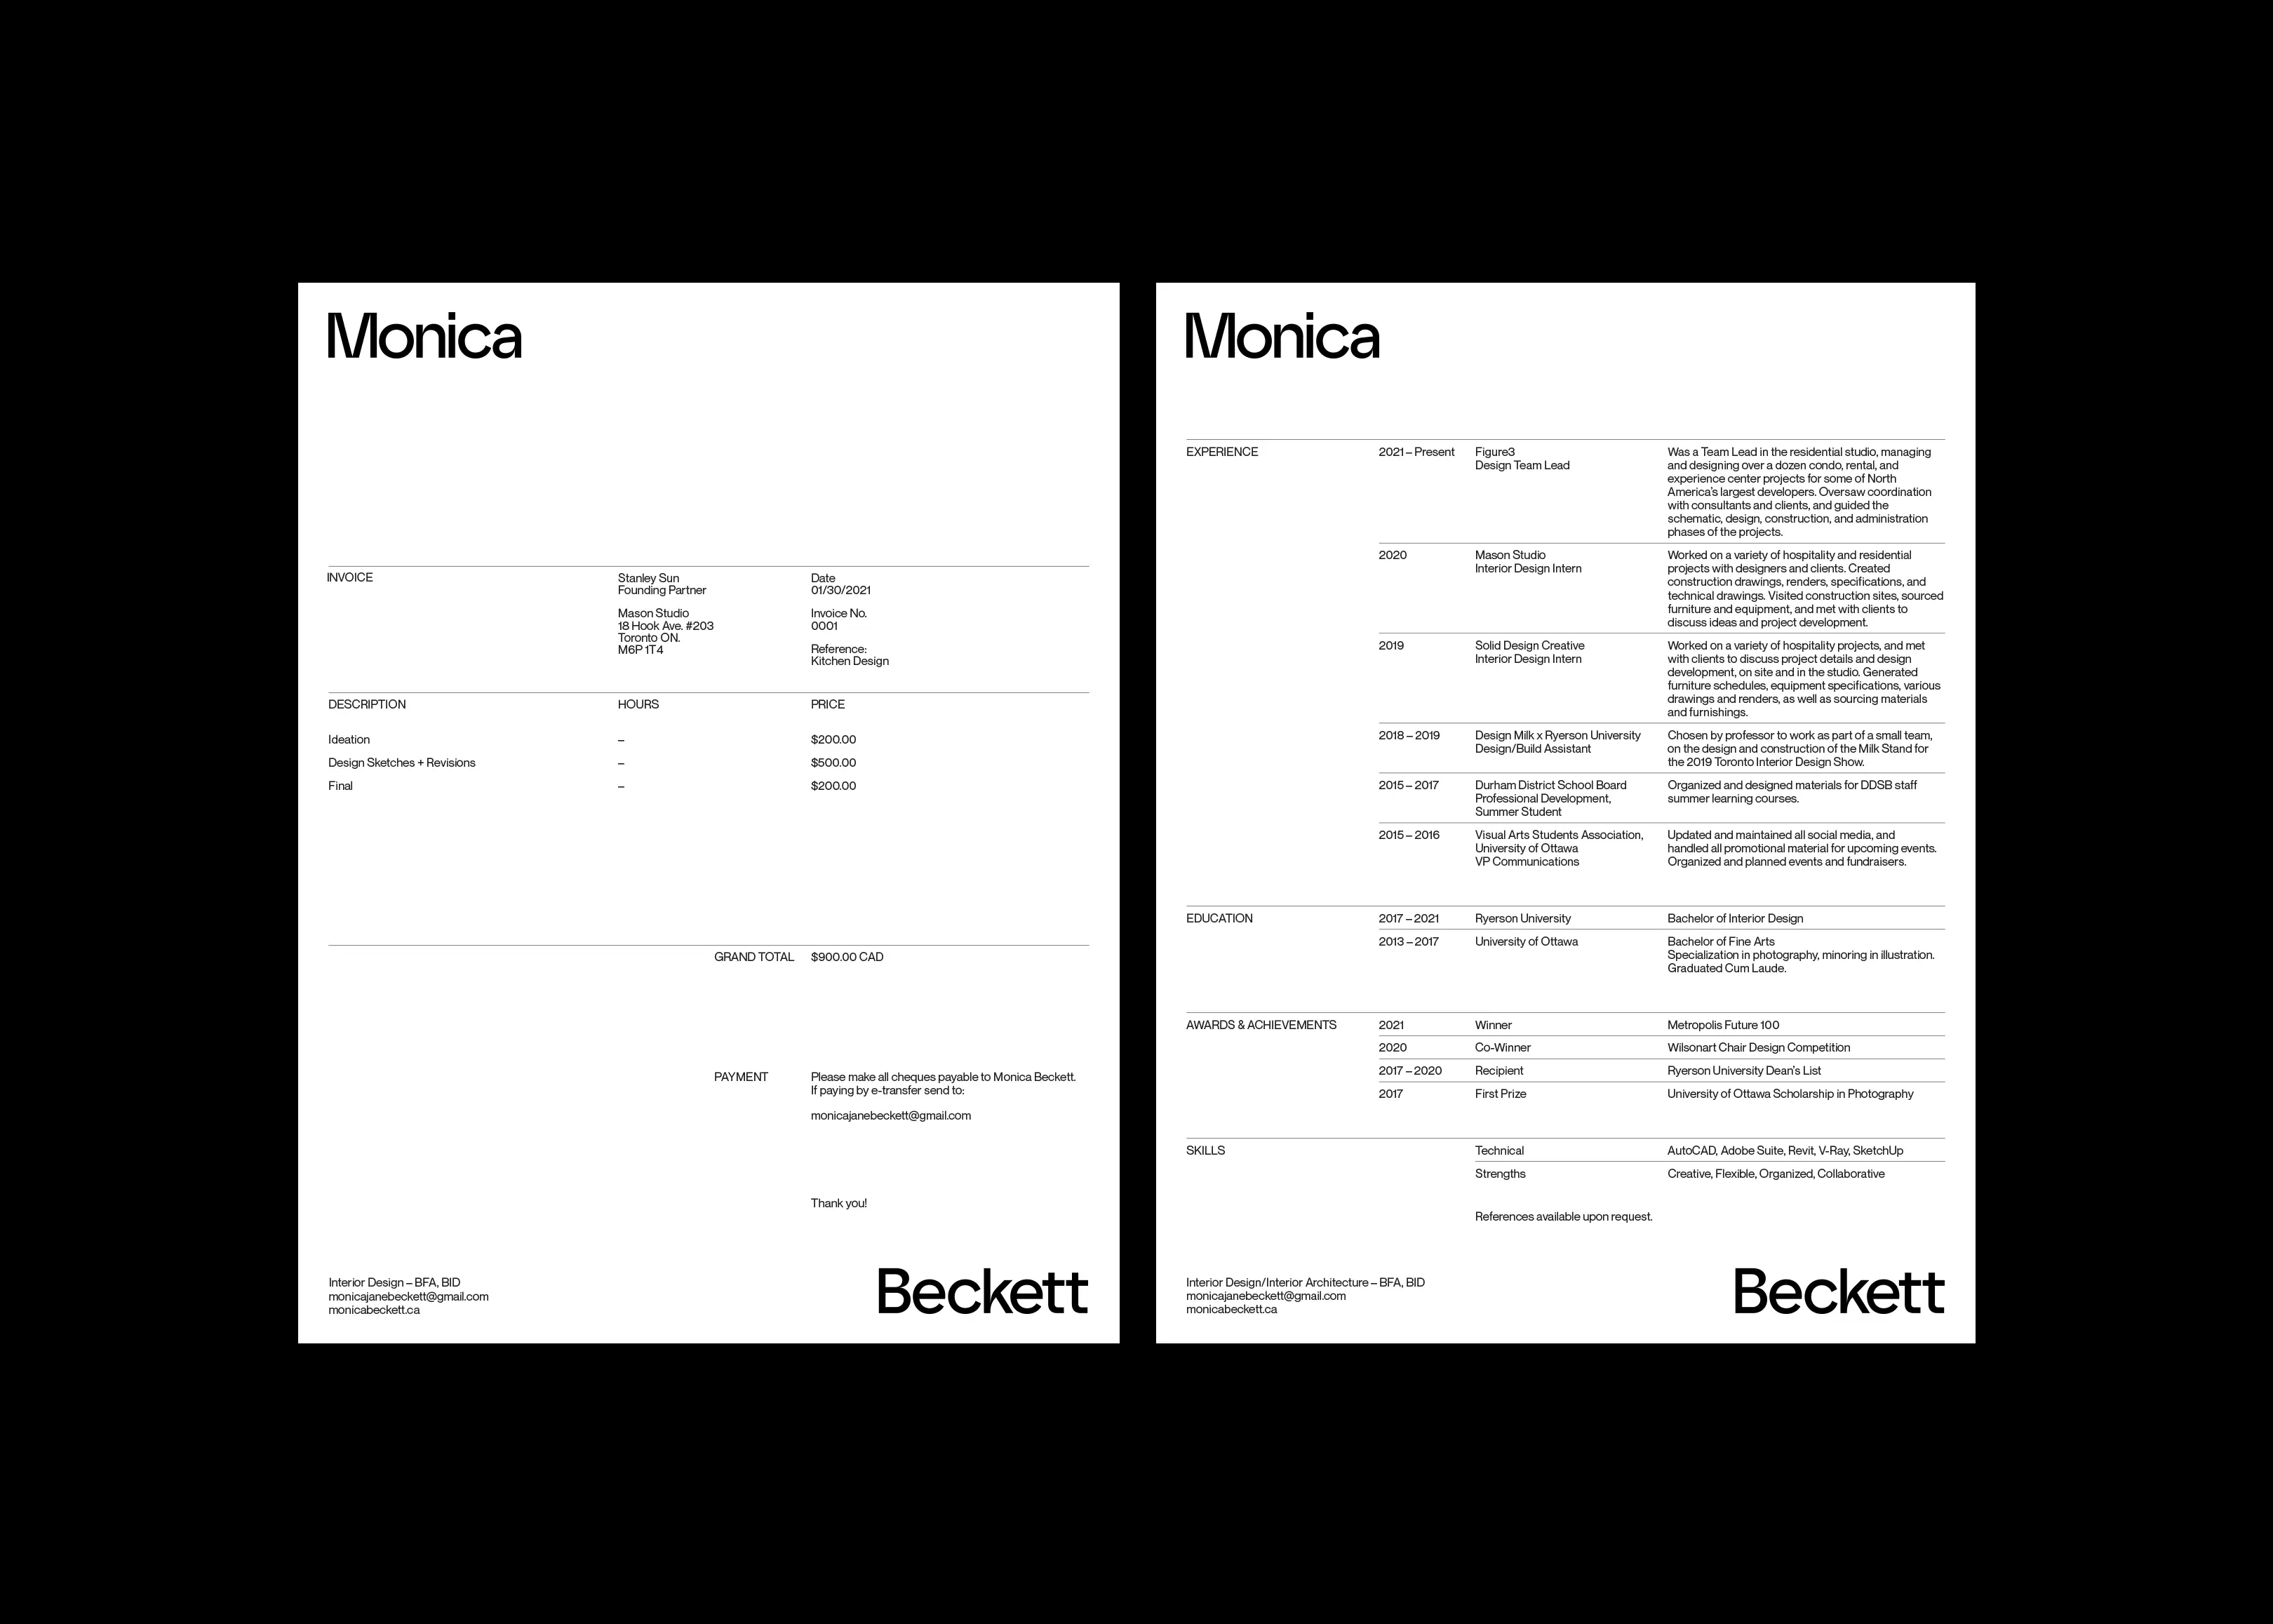 Monica
INVOICE
Stanley Sun
Founding Partner
Mason Studio
18 Hook Ave. #203
Toronto ON.
M6P 1T4
Date
01/30/2021
Invoice No.
0001
Reference:
Kitchen Design
DESCRIPTION HOURS PRICE
Ideation – $200.00
Design Sketches + Revisions – $500.00
Final – $200.00
GRAND TOTAL $900.00 CAD
PAYMENT
Please make all cheques payable to Monica Beckett.
If paying by e-transfer send to:
monicajanebeckett@gmail.com
Thank you!
Interior Design – BFA, BID
monicajanebeckett@gmail.com
monicabeckett.ca
Beckett
Monica
EXPERIENCE
2021 – Present
Figure3
Design Team Lead
Was a Team Lead in the residential studio, managing
and designing over a dozen condo, rental, and
experience center projects for some of North
America’s largest developers. Oversaw coordination
with consultants and clients, and guided the
schematic, design, construction, and administration
phases of the projects.
2020
Mason Studio
Interior Design Intern
Worked on a variety of hospitality and residential
projects with designers and clients. Created
construction drawings, renders, specifications, and
technical drawings. Visited construction sites, sourced
furniture and equipment, and met with clients to
discuss ideas and project development.
2019
Solid Design Creative
Interior Design Intern
Worked on a variety of hospitality projects, and met
with clients to discuss project details and design
development, on site and in the studio. Generated
furniture schedules, equipment specifications, various
drawings and renders, as well as sourcing materials
and furnishings.
2018 – 2019
Design Milk x Ryerson University
Design/Build Assistant
Chosen by professor to work as part of a small team,
on the design and construction of the Milk Stand for
the 2019 Toronto Interior Design Show.
2015 – 2017
Durham District School Board
Professional Development,
Summer Student
Organized and designed materials for DDSB staff
summer learning courses.
2015 – 2016
Visual Arts Students Association,
University of Ottawa
VP Communications
Updated and maintained all social media, and
handled all promotional material for upcoming events.
Organized and planned events and fundraisers.
EDUCATION
2017 – 2021 Ryerson University Bachelor of Interior Design
2013 – 2017 University of Ottawa
Bachelor of Fine Arts
Specialization in photography, minoring in illustration.
Graduated Cum Laude.
AWARDS & ACHIEVEMENTS
2021 Winner Metropolis Future 100
2020 Co-Winner Wilsonart Chair Design Competition
2017 – 2020 Recipient Ryerson University Dean’s List
2017 First Prize University of Ottawa Scholarship in Photography
SKILLS
Technical AutoCAD, Adobe Suite, Revit, V-Ray, SketchUp
Strengths Creative, Flexible, Organized, Collaborative
References available upon request.
Interior Design/Interior Architecture – BFA, BID
monicajanebeckett@gmail.com
monicabeckett.ca
Beckett